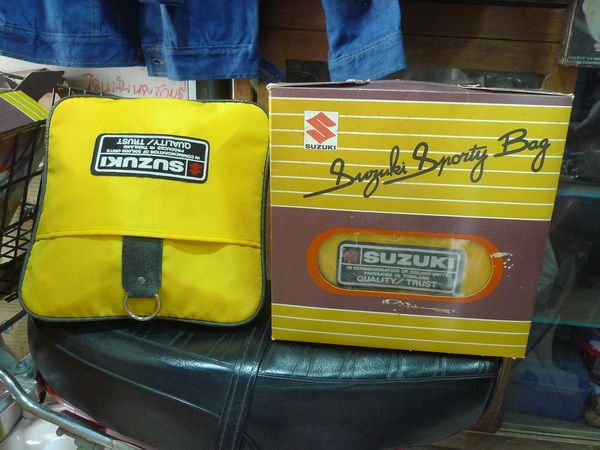 SUZUKI
IN COMMEMORATION OF 500,000 UNITS
PRODUCED IN THAILAND
QUALITY/TRUST
SUZUKI
Suzuki Sporty Bag
SUZUKI
IN COMMEMORATION OF 500,000 UNITS
PRODUCED IN THAILAND
QUALITY/TRUST